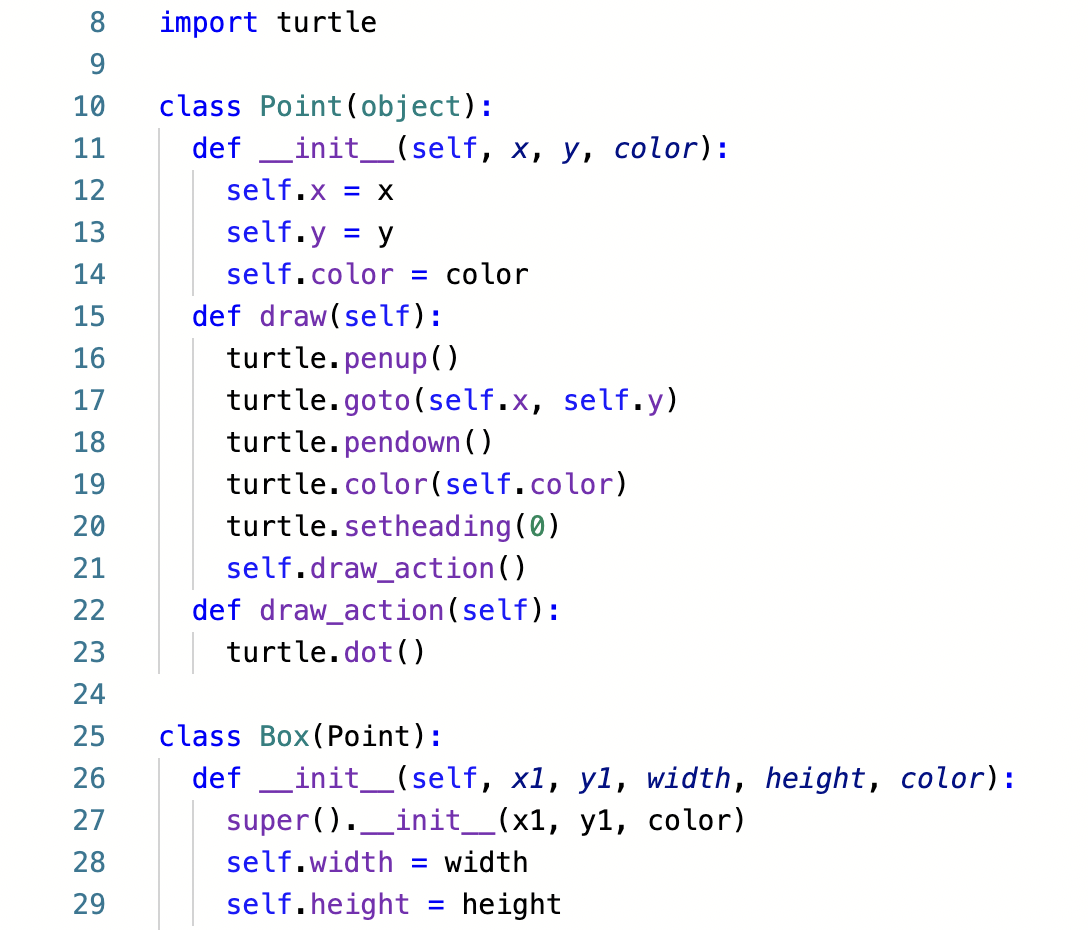 8 import turtle
9
10 class Point(object):
11   def __init__(self, x, y, color):
12     self.x = x
13     self.y = y
14     self.color = color
15   def draw(self):
16     turtle.penup()
17     turtle.goto(self.x, self.y)
18     turtle.pendown()
19     turtle.color(self.color)
20     turtle.setheading(0)
21     self.draw_action()
22   def draw_action(self):
23     turtle.dot()
24
25 class Box(Point):
26   def __init__(self, x1, y1, width, height, color):
27     super().__init__(x1, y1, color)
28     self.width = width
29     self.height = height